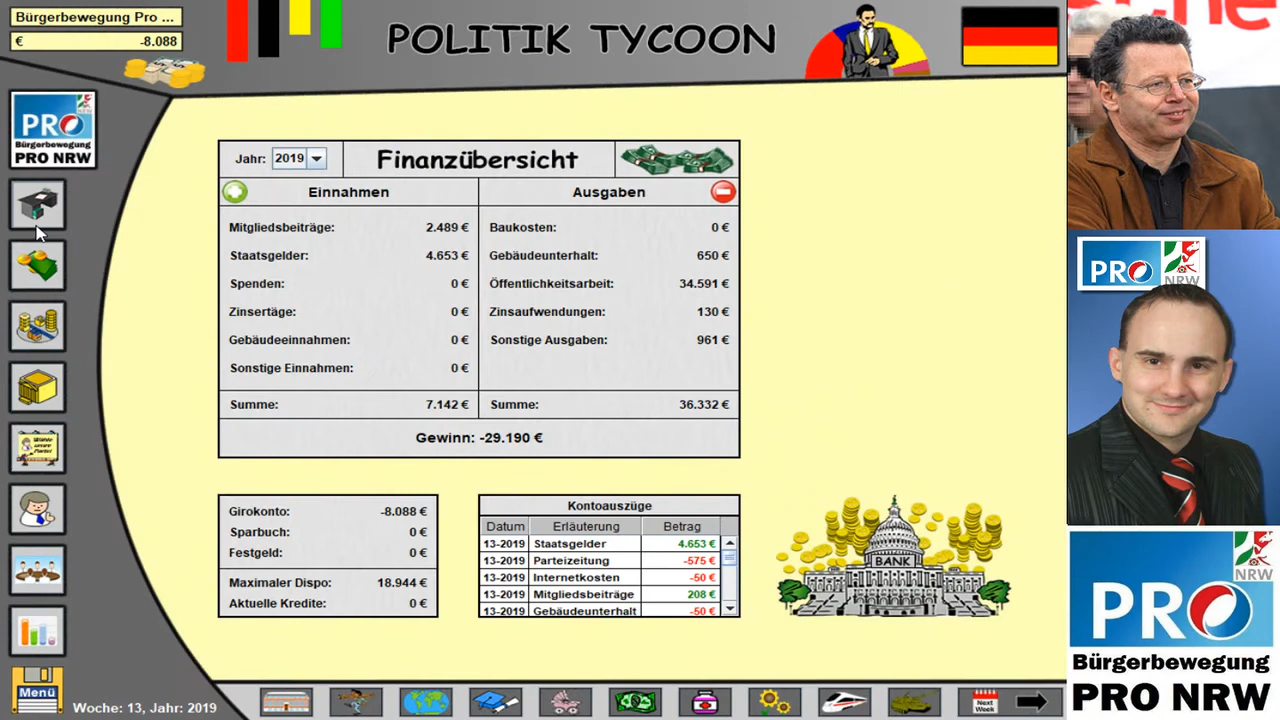 Bürgerbewegung Pro ...
€ -8.088
POLITIK TYCOON
PRO NRW
Bürgerbewegung
PRO NRW
Jahr: 2019 Finanzübersicht
Einnahmen Ausgaben
Mitgliedsbeiträge: 2.489 € Baukosten: 0 €
Staatsgelder: 4.653 € Gebäudeunterhalt: 650 €
Spenden: 0 € Öffentlichkeitsarbeit: 34.591 €
Zinsertäge: 0 € Zinsaufwendungen: 130 €
Gebäudeeinnahmen: 0 € Sonstige Ausgaben: 961 €
Sonstige Einnahmen: 0 €
Summe: 7.142 € Summe: 36.332 €
Gewinn: -29.190 €
Girokonto: -8.088 €
Sparbuch: 0 €
Festgeld: 0 €
Maximaler Dispo: 18.944 €
Aktuelle Kredite: 0 €
Kontoauszüge
Datum Erläuterung Betrag
13-2019 Staatsgelder 4.653 €
13-2019 Parteizeitung -575 €
13-2019 Internetkosten -50 €
13-2019 Mitgliedsbeiträge 208 €
13-2019 Gebäudeunterhalt -50 €
BANK
Menü
Woche: 13, Jahr: 2019
Next
Week
PRO NRW
NRW
PRO
Bürgerbewegung
PRO NRW